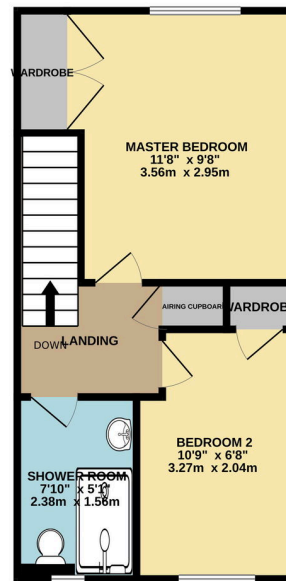 WARDROBE
MASTER BEDROOM
11'8" x 9'8"
3.56m x 2.95m
AIRING CUPBOARD
WARDROBE
DOWN
LANDING
BEDROOM 2
10'9" x 6'8"
3.27m x 2.04m
SHOWER ROOM
7'10" x 5'1"
2.38m x 1.56m